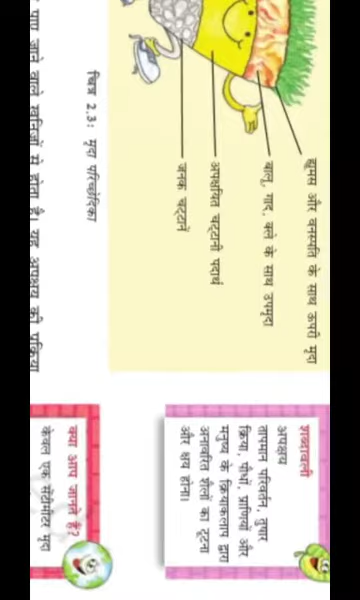 ह्यूमस और वनस्पति के साथ ऊपरी मृदा
बालू, गाद, क्ले के साथ उपमृदा
अपक्षयित चट्टानी पदार्थ
जनक चट्टानें
चित्र 2.3: मृदा परिच्छेदिका
पाए जाने वाले खनिजों से होता है। यह अपक्षय की प्रक्रिया
शब्दावली
अपक्षय
तापमान परिवर्तन, तुषार
क्रिया, पौधों, प्राणियों और
मनुष्य के क्रियाकलाप द्वारा
अनावरित शैलों का टूटना
और क्षय होना।
क्या आप जानते हैं?
केवल एक सेंटीमीटर मृदा